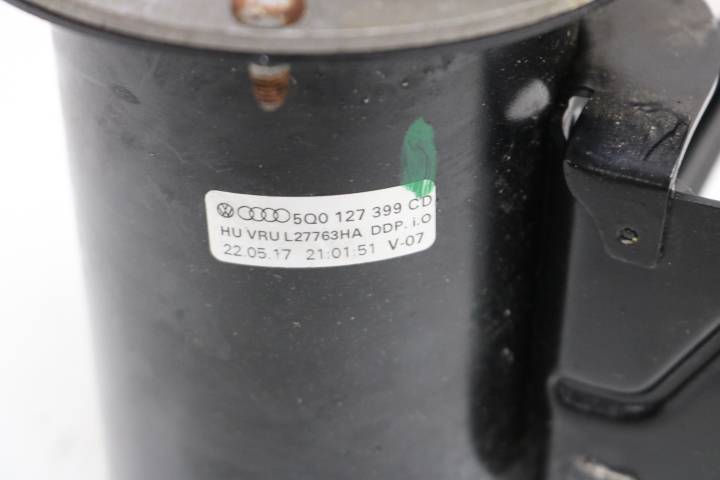 5Q0 127 399 CD
HU VRU L27763HA DDP. i.O
22.05.17 21:01:51 V-07